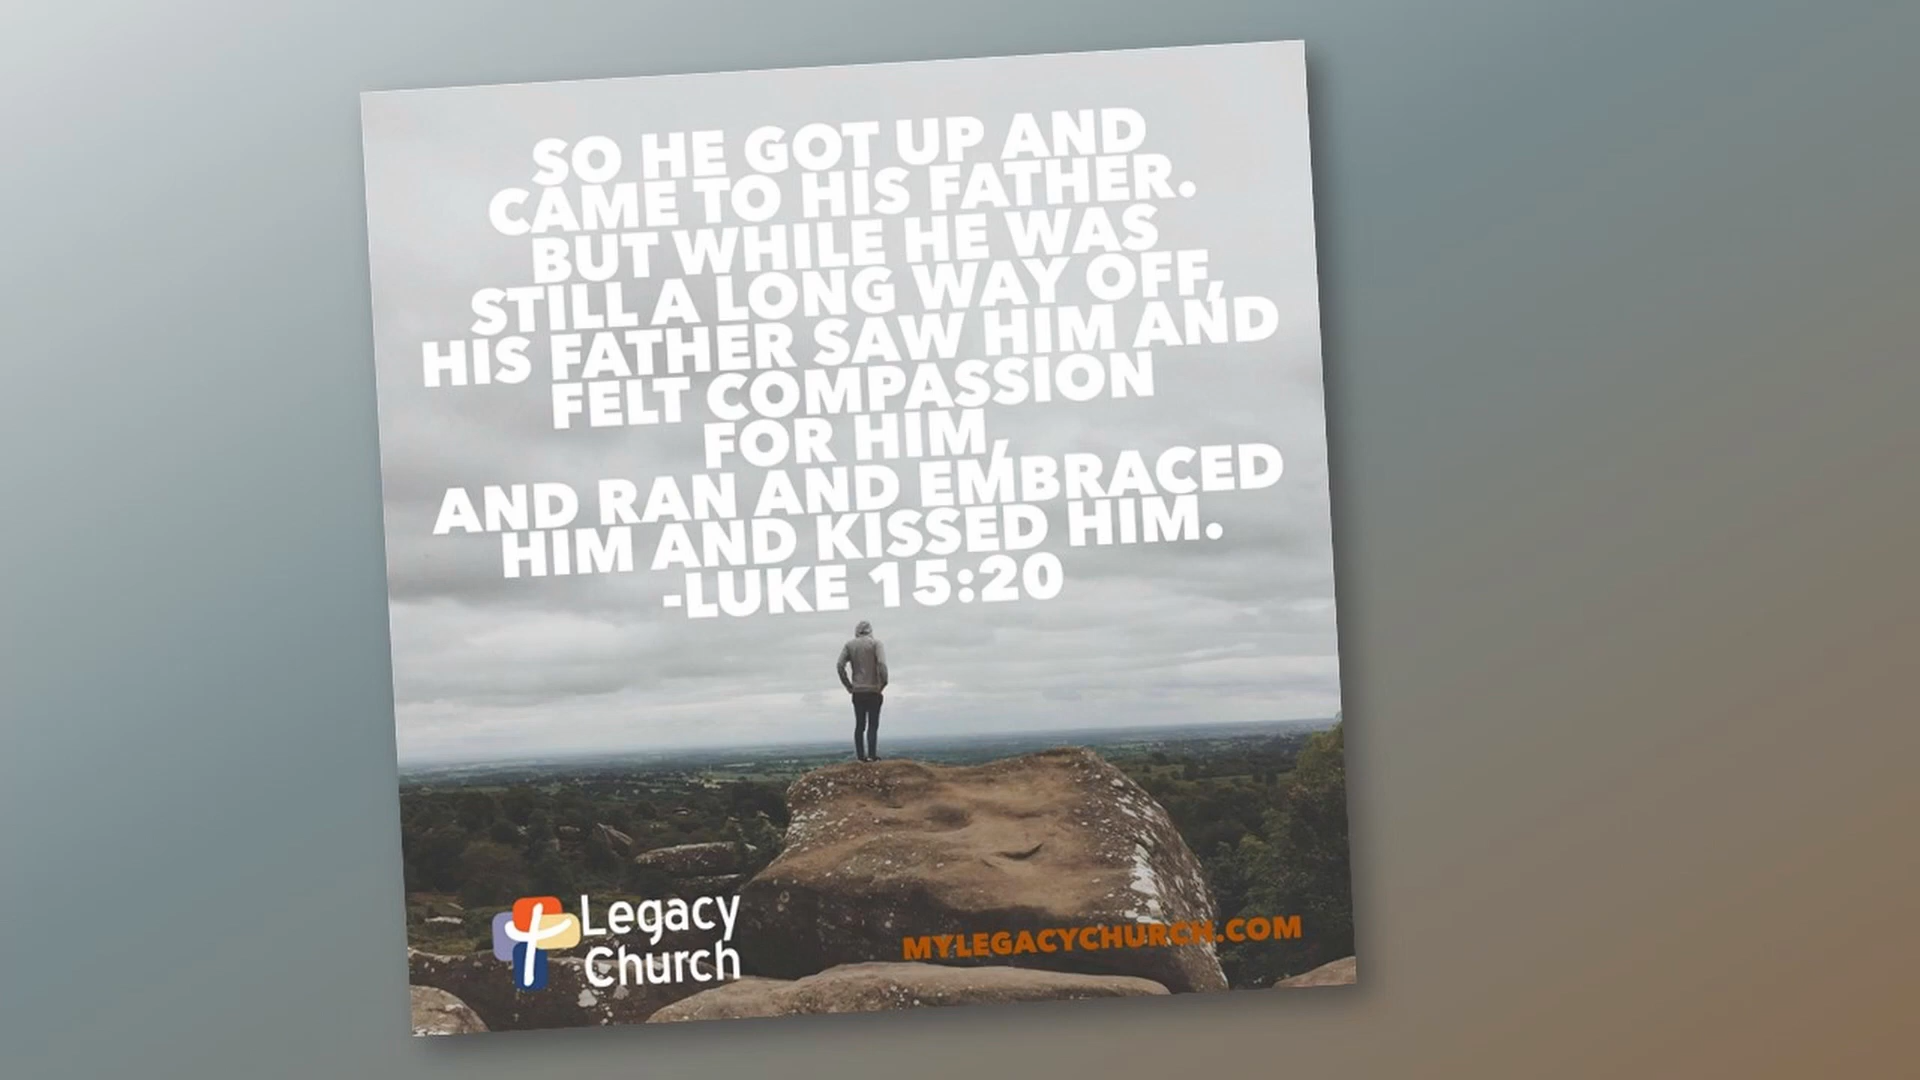 SO HE GOT UP AND
CAME TO HIS FATHER.
BUT WHILE HE WAS
STILL A LONG WAY OFF,
HIS FATHER SAW HIM AND
FELT COMPASSION
FOR HIM,
AND RAN AND EMBRACED
HIM AND KISSED HIM.
-LUKE 15:20
Legacy
Church
MYLEGACYCHURCH.COM